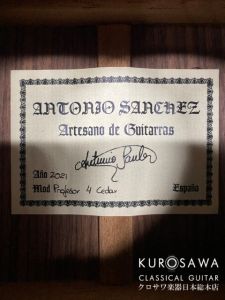 ANTONIO SANCHEZ
Artesano de Guitarras
Año 2021
Mod Profesor 4 Cedar España
KUROSAWA
CLASSICAL GUITAR
クロサワ楽器日本総本店